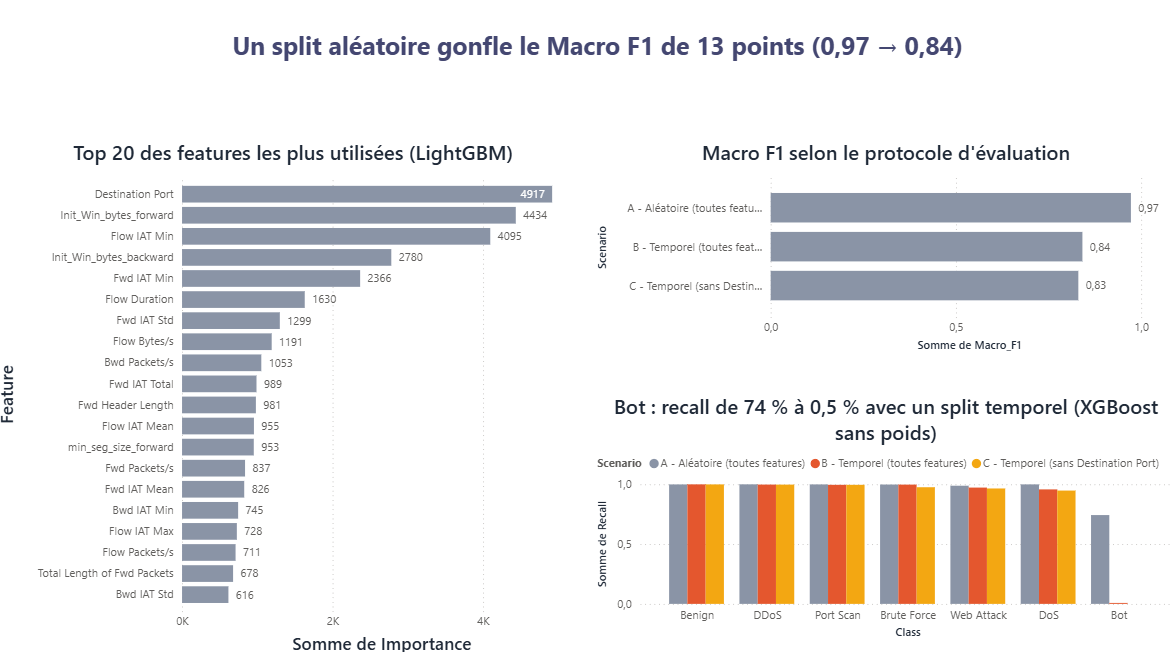 Un split aléatoire gonfle le Macro F1 de 13 points (0,97 → 0,84)
Top 20 des features les plus utilisées (LightGBM)
Feature
Destination Port 4917
Init_Win_bytes_forward 4434
Flow IAT Min 4095
Init_Win_bytes_backward 2780
Fwd IAT Min 2366
Flow Duration 1630
Fwd IAT Std 1299
Flow Bytes/s 1191
Bwd Packets/s 1053
Fwd IAT Total 989
Fwd Header Length 981
Flow IAT Mean 955
min_seg_size_forward 953
Fwd Packets/s 837
Fwd IAT Mean 826
Bwd IAT Min 745
Flow IAT Max 728
Flow Packets/s 711
Total Length of Fwd Packets 678
Bwd IAT Std 616
0K 2K 4K
Somme de Importance
Macro F1 selon le protocole d'évaluation
Scenario
A - Aléatoire (toutes featu... 0,97
B - Temporel (toutes feat... 0,84
C - Temporel (sans Destin... 0,83
0,0 0,5 1,0
Somme de Macro_F1
Bot : recall de 74 % à 0,5 % avec un split temporel (XGBoost
sans poids)
Scenario A - Aléatoire (toutes features) B - Temporel (toutes features) C - Temporel (sans Destination Port)
Somme de Recall
1,0
0,5
0,0
Benign DDoS Port Scan Brute Force Web Attack DoS Bot
Class